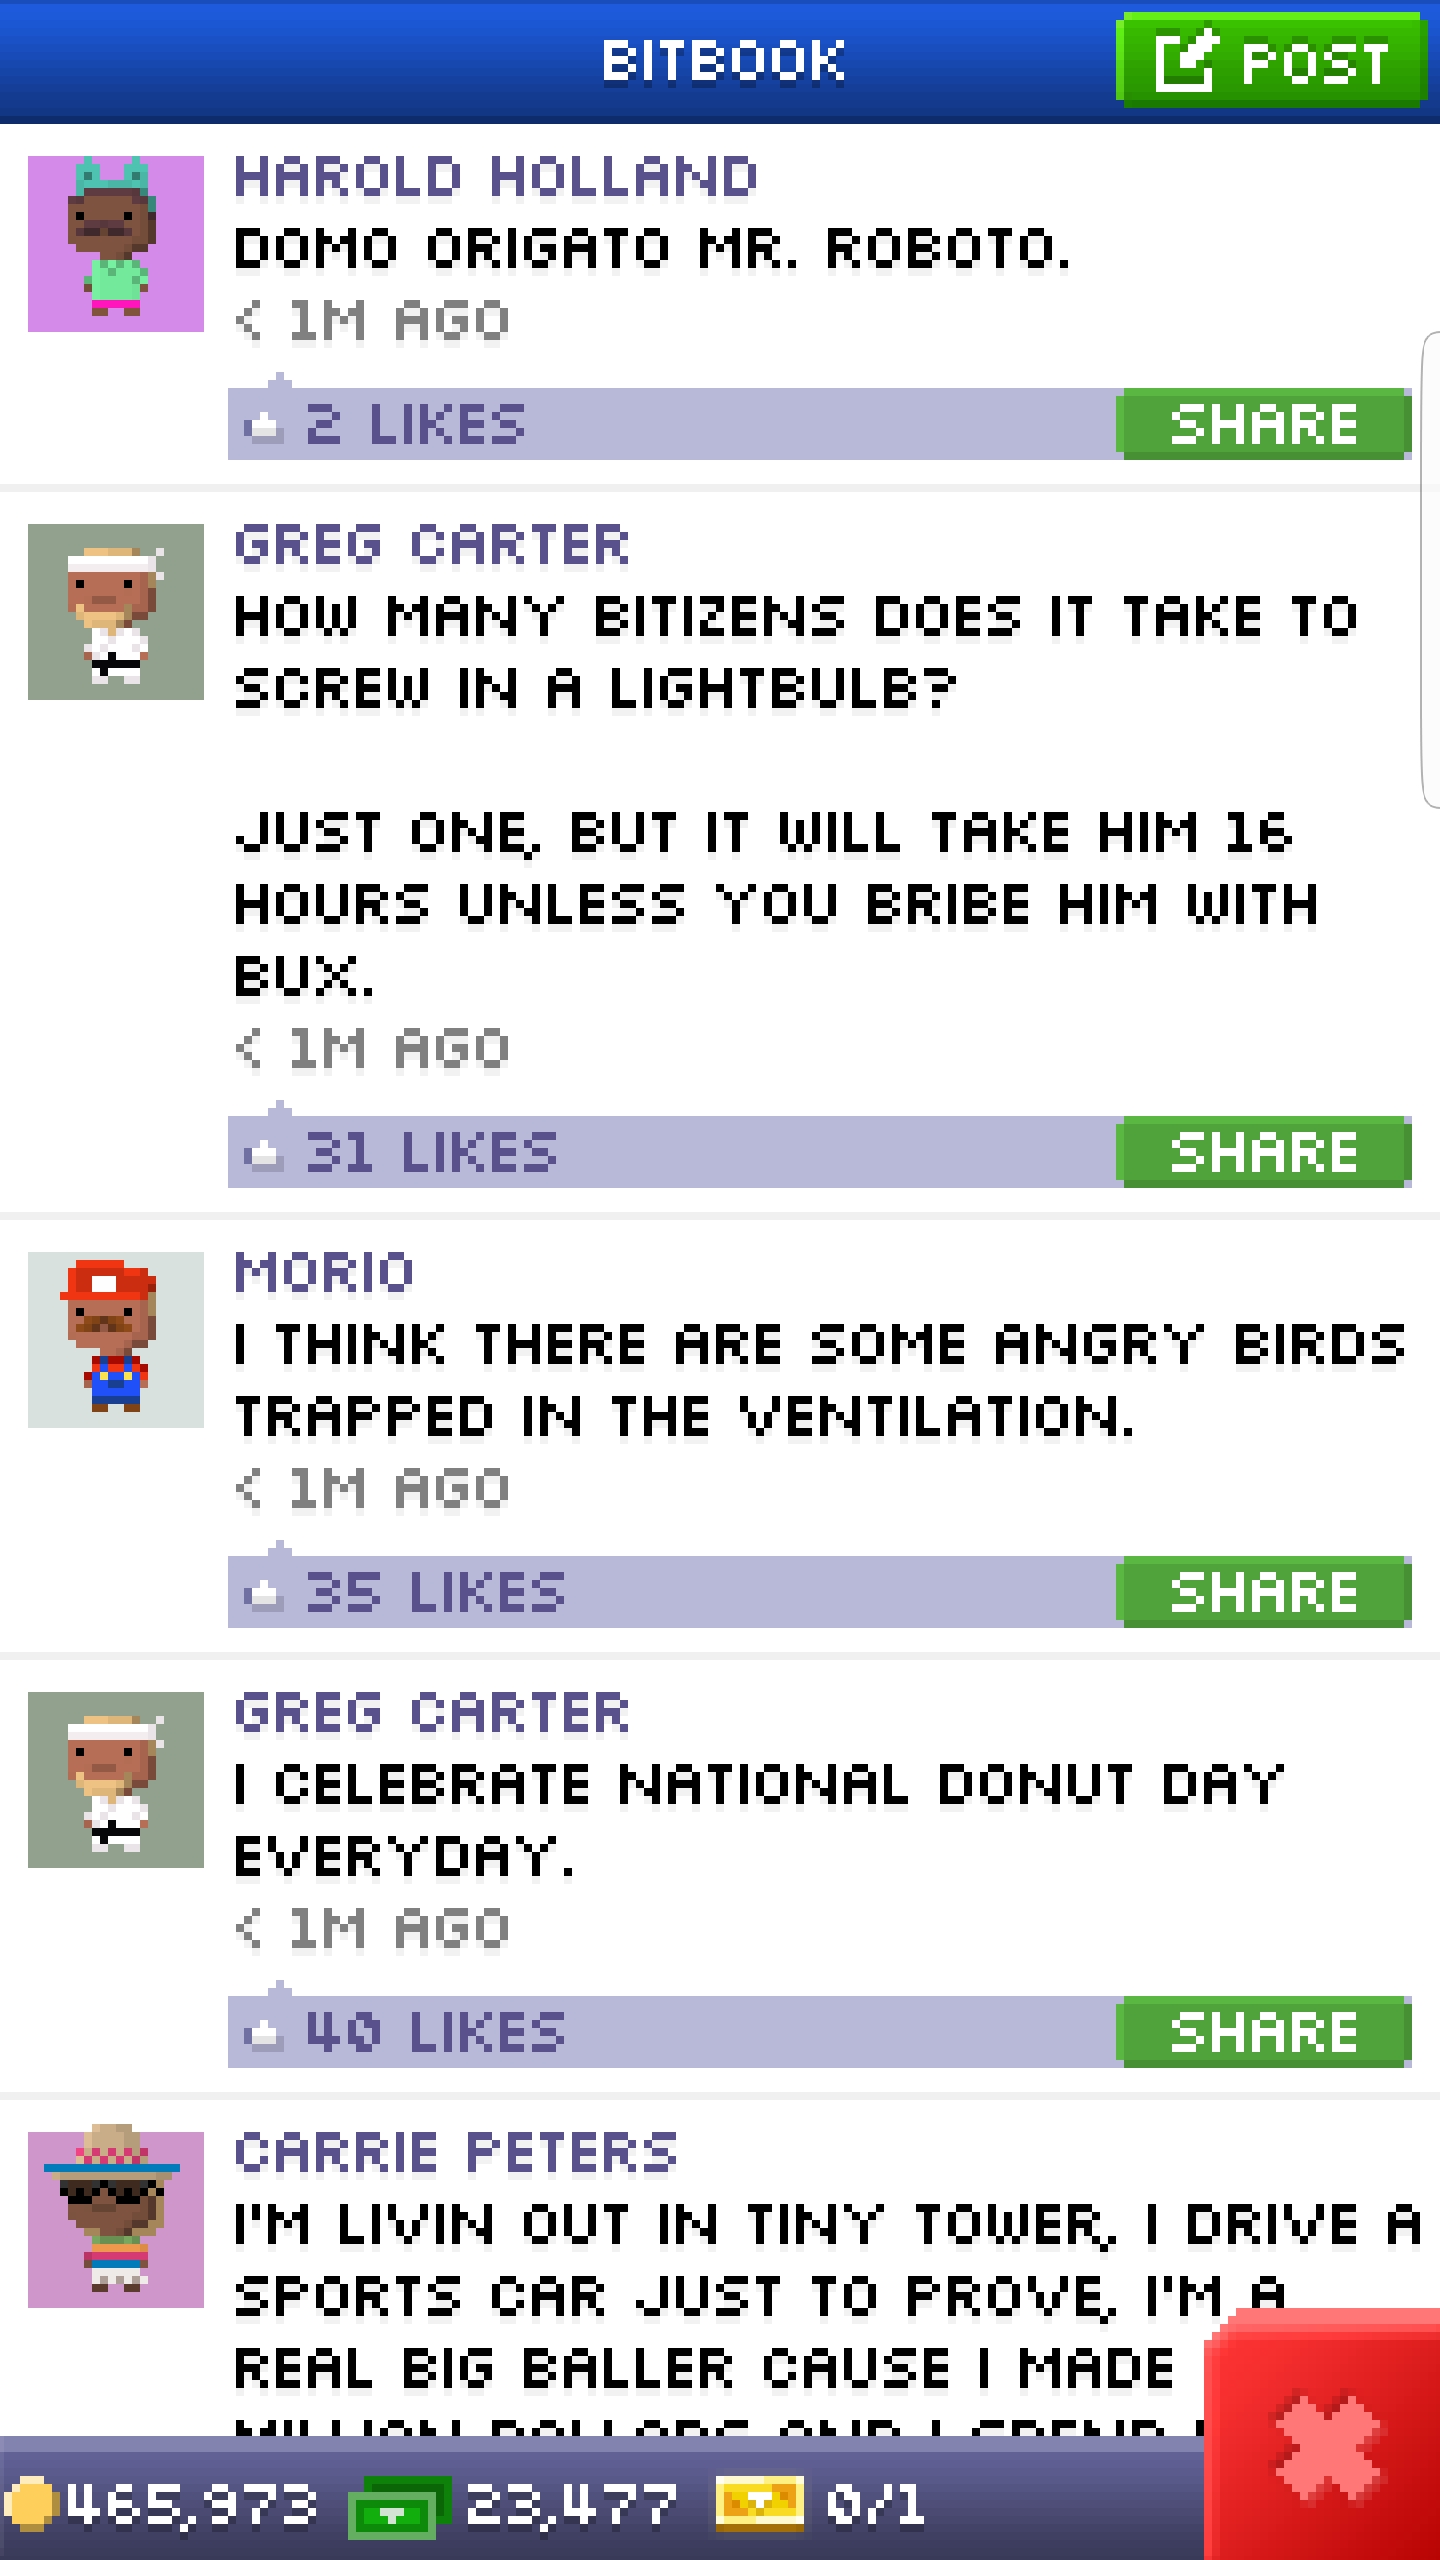 BITBOOK
POST
HAROLD HOLLAND
DOMO ORIGATO MR. ROBOTO.
< 1M AGO
2 LIKES
SHARE
GREG CARTER
HOW MANY BITIZENS DOES IT TAKE TO
SCREW IN A LIGHTBULB?
JUST ONE, BUT IT WILL TAKE HIM 16
HOURS UNLESS YOU BRIBE HIM WITH
BUX.
< 1M AGO
31 LIKES
SHARE
MORIO
I THINK THERE ARE SOME ANGRY BIRDS
TRAPPED IN THE VENTILATION.
< 1M AGO
35 LIKES
SHARE
GREG CARTER
I CELEBRATE NATIONAL DONUT DAY
EVERYDAY.
< 1M AGO
40 LIKES
SHARE
CARRIE PETERS
I'M LIVIN OUT IN TINY TOWER, I DRIVE A
SPORTS CAR JUST TO PROVE, I'M A
REAL BIG BALLER CAUSE I MADE
MILLION DOLLARS AND I SPEND
465,973
23,477
0/1